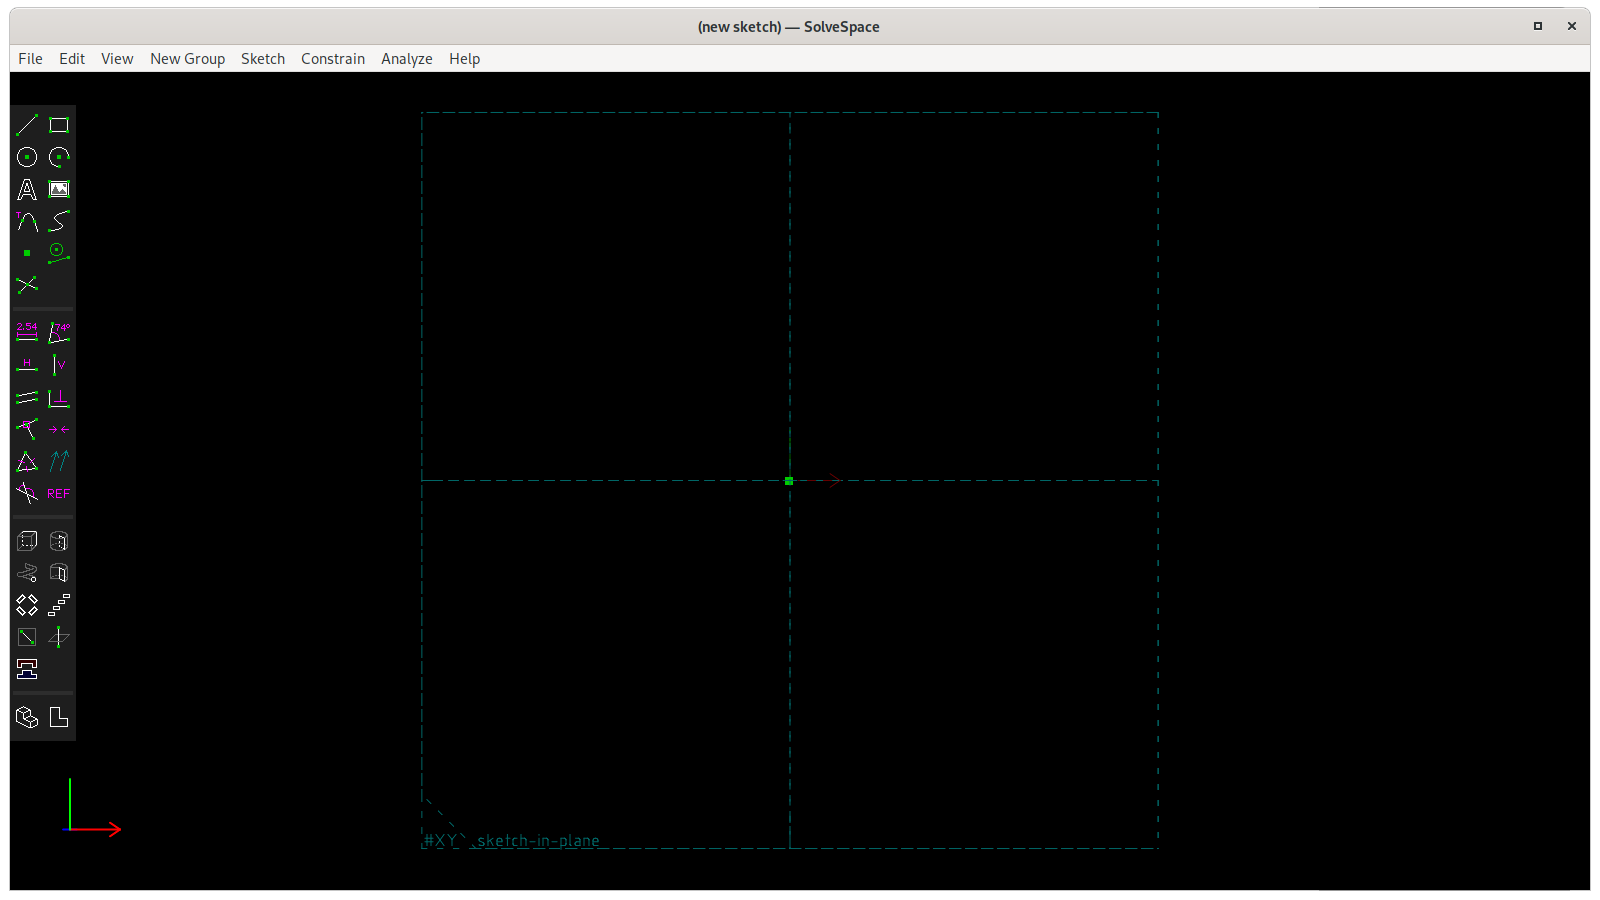 (new sketch) — SolveSpace
File Edit View New Group Sketch Constrain Analyze Help
A
T
2.54 74°
H V
REF
#XY sketch-in-plane